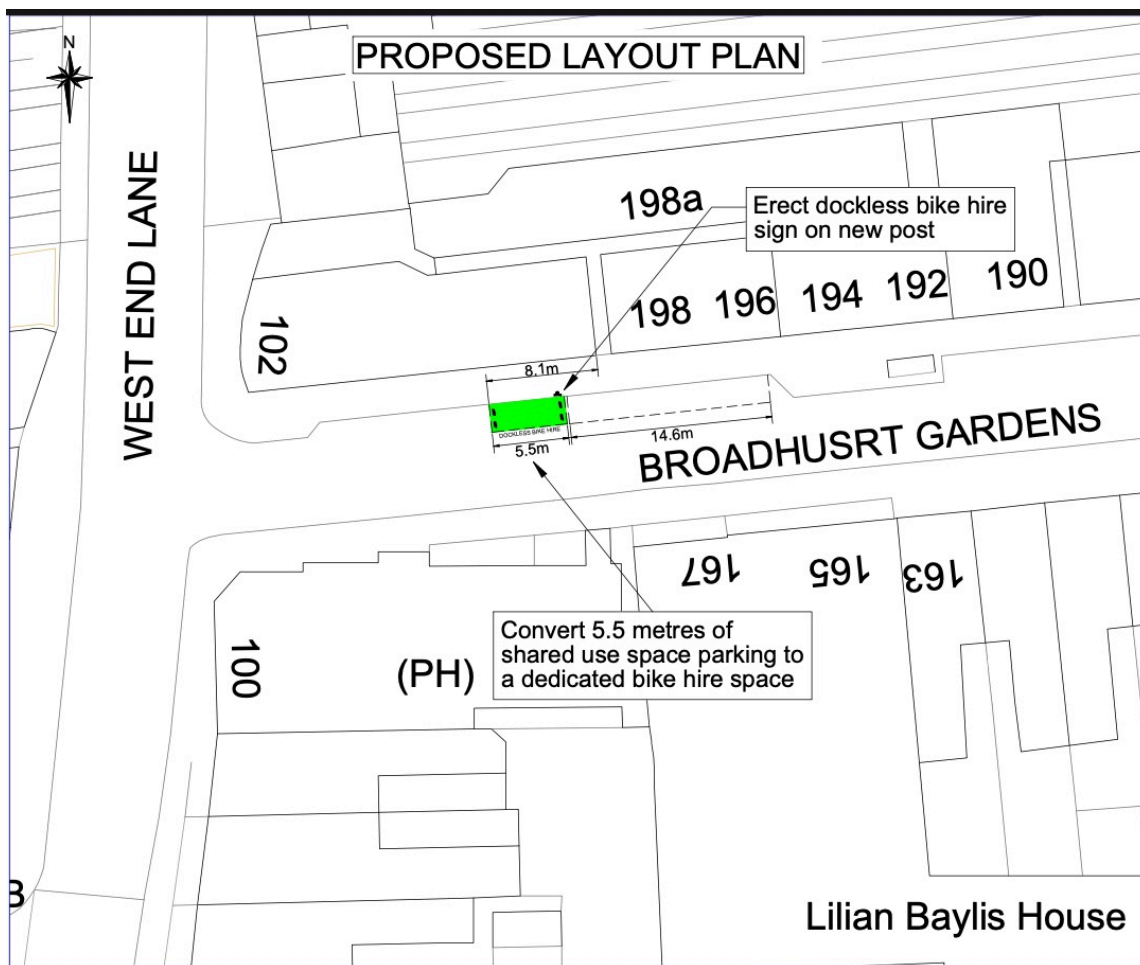 N
PROPOSED LAYOUT PLAN
WEST END LANE
198a
Erect dockless bike hire
sign on new post
198
196
194
192
190
102
8.1m
DOCKLESS BIKE HIRE
5.5m
14.6m
BROADHUSRT GARDENS
167
165
163
Convert 5.5 metres of
shared use space parking to
a dedicated bike hire space
100
(PH)
Lilian Baylis House